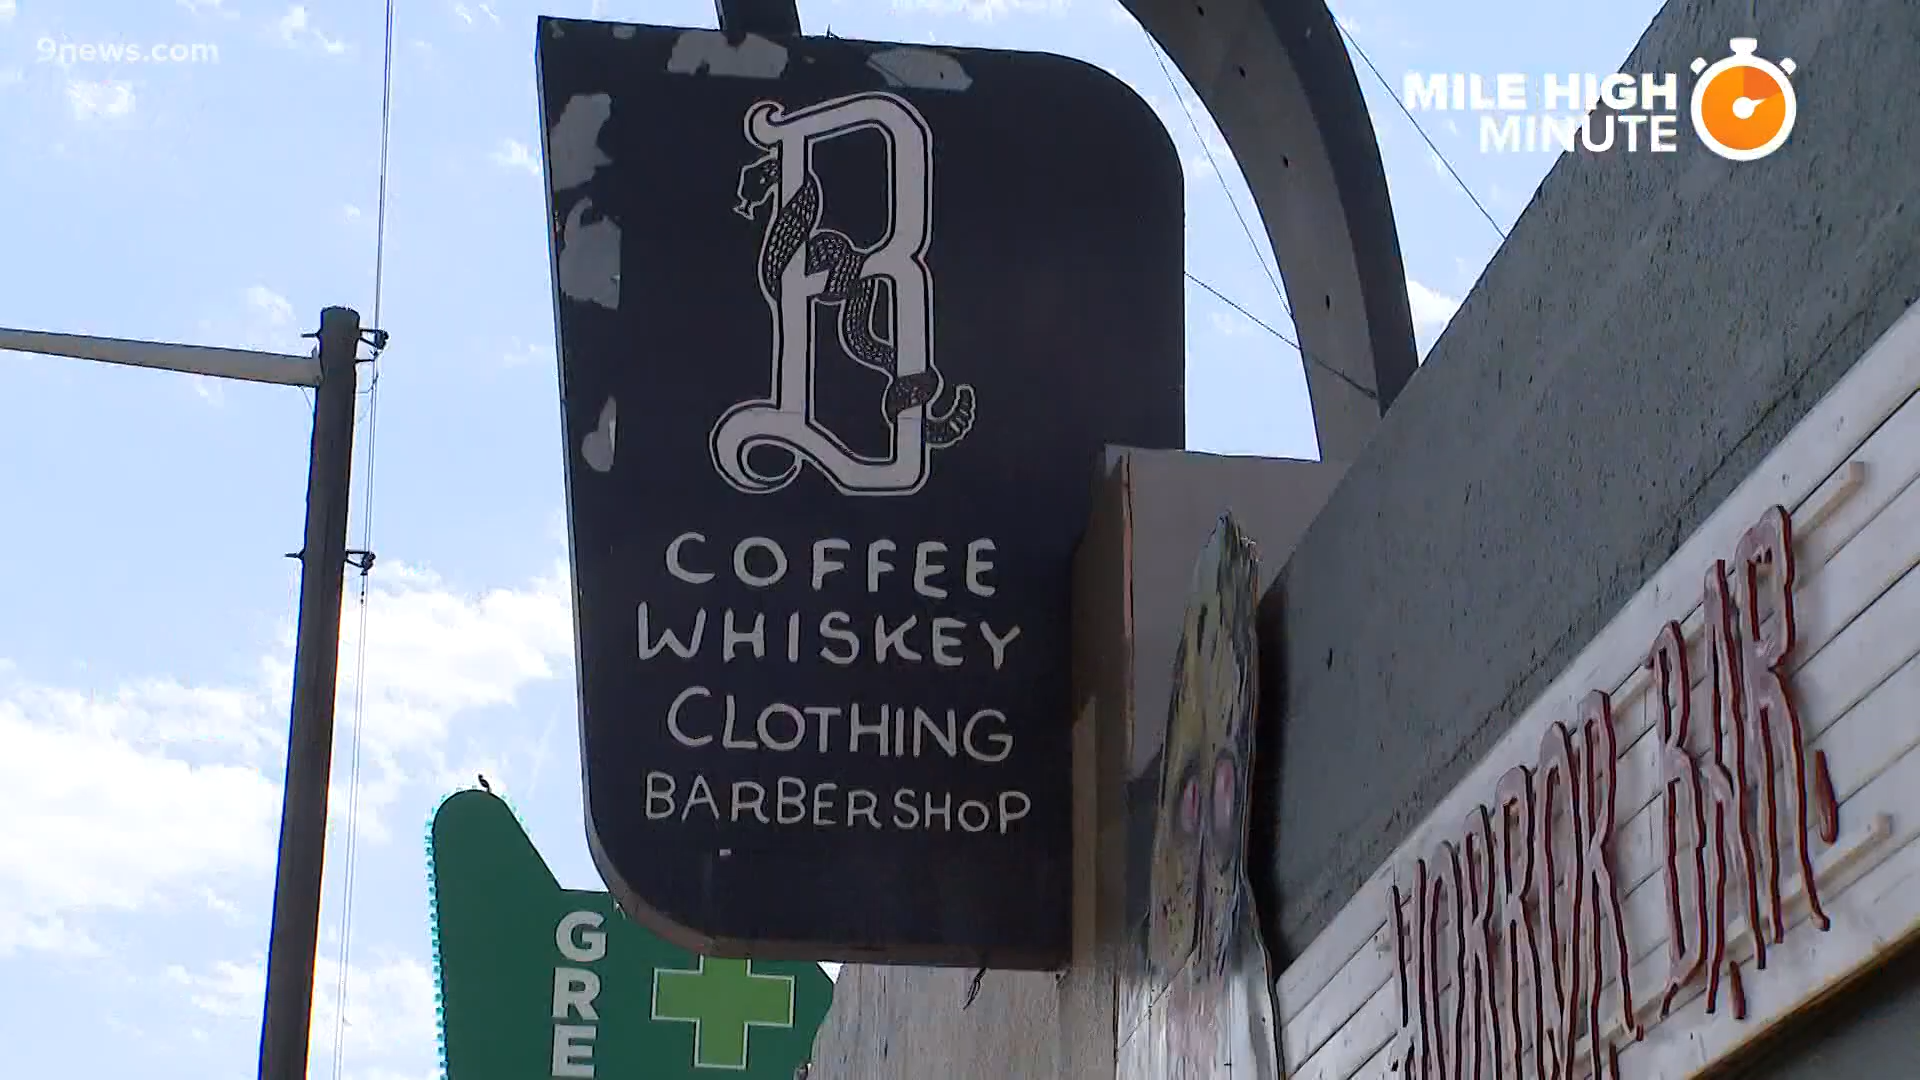 9news.com
MILE HIGH
MINUTE
B
COFFEE
WHISKEY
CLOTHING
BARBERSHOP
GRE
HORROR BAR